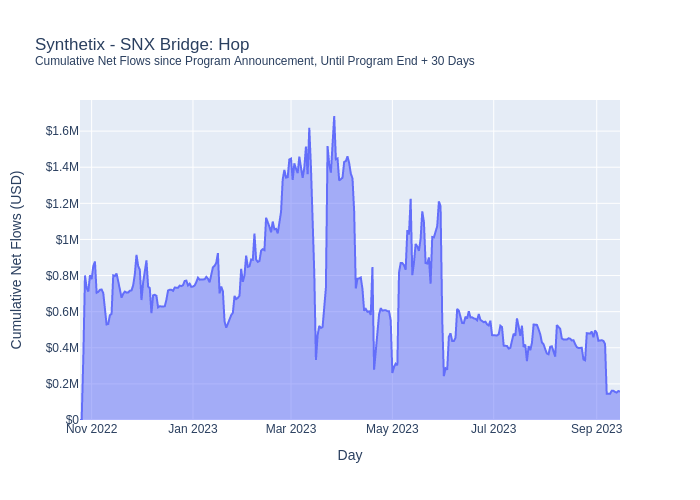 Synthetix - SNX Bridge: Hop
Cumulative Net Flows since Program Announcement, Until Program End + 30 Days
Cumulative Net Flows (USD)
$1.6M
$1.4M
$1.2M
$1M
$0.8M
$0.6M
$0.4M
$0.2M
$0
Nov 2022 Jan 2023 Mar 2023 May 2023 Jul 2023 Sep 2023
Day